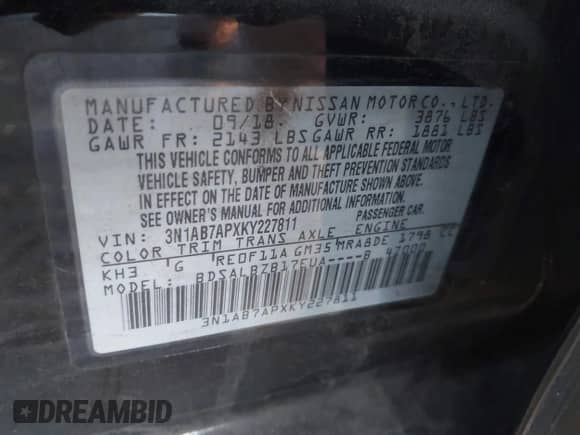 MANUFACTURED BY NISSAN MOTOR CO., LTD.
DATE: 09/18 GVWR: 3876 LBS
GAWR FR: 2143 LBS GAWR RR: 1881 LBS
THIS VEHICLE CONFORMS TO ALL APPLICABLE FEDERAL MOTOR
VEHICLE SAFETY, BUMPER AND THEFT PREVENTION STANDARDS
IN EFFECT ON THE DATE OF MANUFACTURE SHOWN ABOVE.
SEE OWNER'S MANUAL FOR ADDITIONAL INFORMATION.
VIN: 3N1AB7APXKY227811 PASSENGER CAR.
COLOR TRIM TRANS AXLE ENGINE
KH3 G RE0F11A GM35 MRA8DE 1798 CC
MODEL: BDSALBZB17EUA----B 42000
3N1AB7APXKY227811
DREAMBID